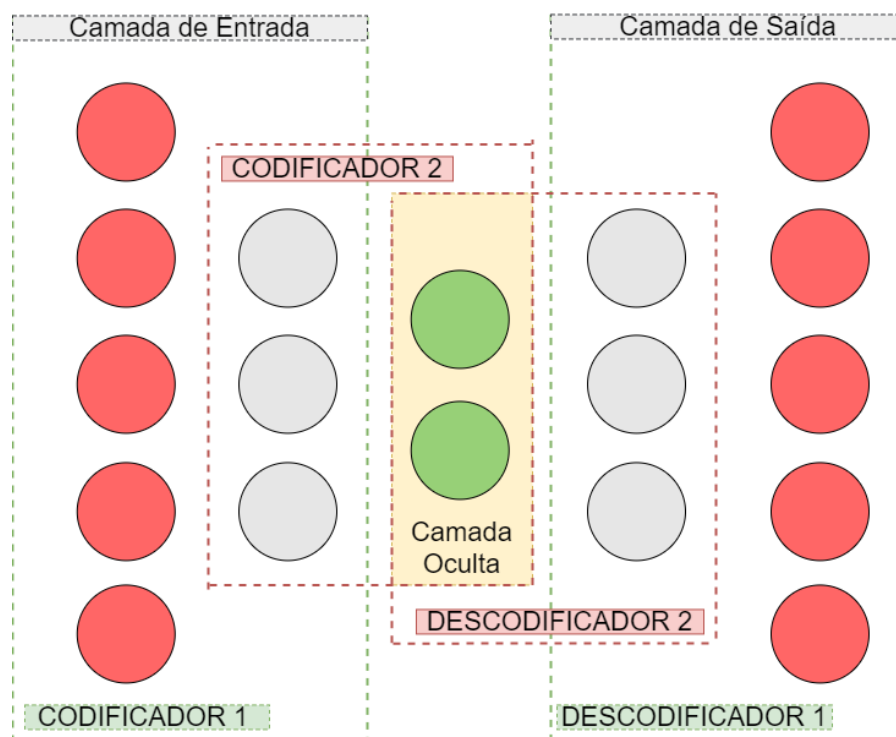 Camada de Entrada
Camada de Saída
CODIFICADOR 2
Camada
Oculta
DESCODIFICADOR 2
CODIFICADOR 1
DESCODIFICADOR 1